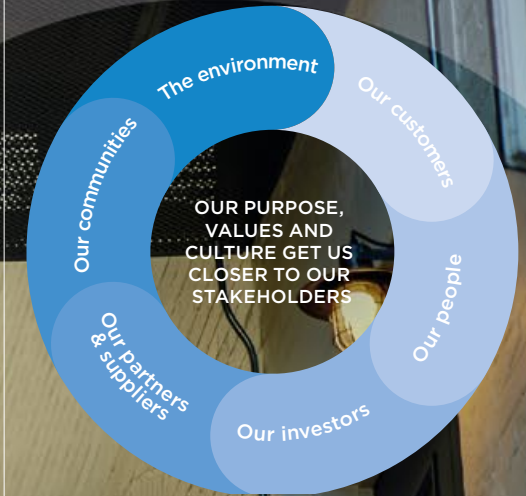 The environment
Our customers
Our people
Our investors
Our partners
& suppliers
Our communities
OUR PURPOSE,
VALUES AND
CULTURE GET US
CLOSER TO OUR
STAKEHOLDERS